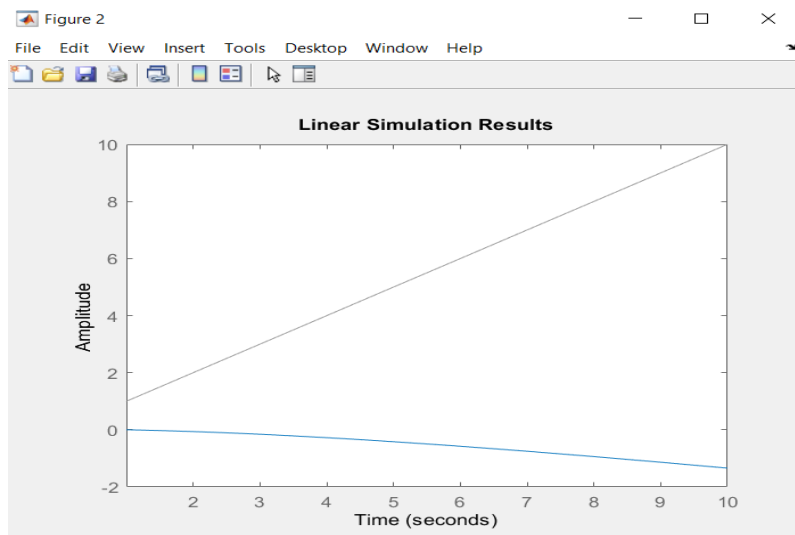 Figure 2
File Edit View Insert Tools Desktop Window Help
Linear Simulation Results
10
8
6
4
2
0
-2
Amplitude
2 3 4 5 6 7 8 9 10
Time (seconds)